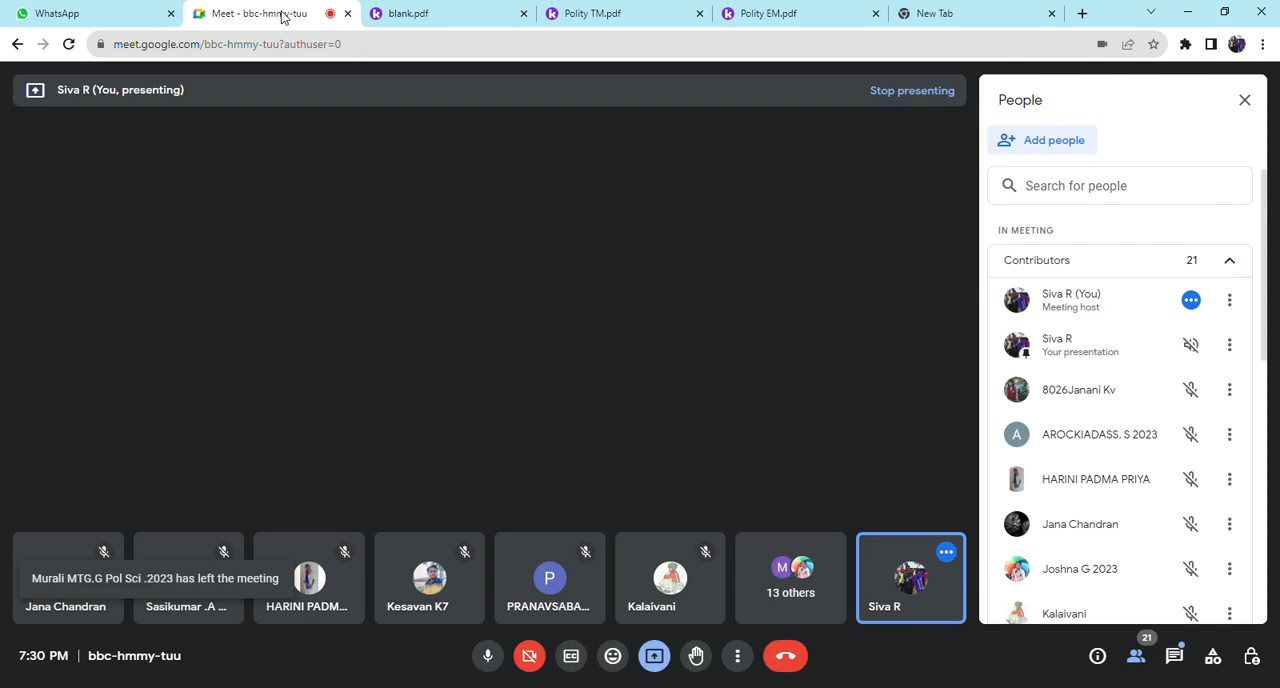 WhatsApp
Meet - bbc-hmmy-tuu
blank.pdf
Polity TM.pdf
Polity EM.pdf
New Tab
meet.google.com/bbc-hmmy-tuu?authuser=0
Siva R (You, presenting)
Stop presenting
People
Add people
Search for people
IN MEETING
Contributors 21
Siva R (You)
Meeting host
Siva R
Your presentation
8026Janani Kv
A AROCKIADASS. S 2023
HARINI PADMA PRIYA
Jana Chandran
Joshna G 2023
Kalaivani
Murali MTG.G Pol Sci .2023 has left the meeting
Jana Chandran
Sasikumar .A ...
HARINI PADM...
Kesavan K7
P
PRANAVSABA...
Kalaivani
M
13 others
Siva R
7:30 PM | bbc-hmmy-tuu
21